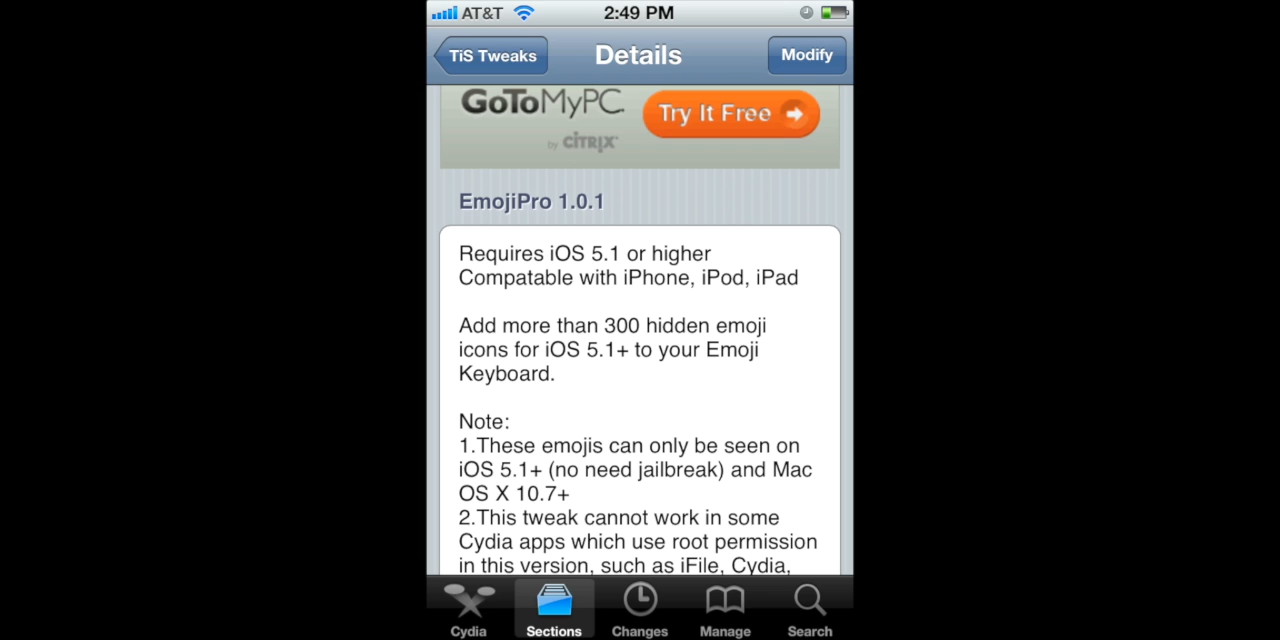 AT&T 2:49 PM
TiS Tweaks Details Modify
GoToMyPC
by CITRIX
Try It Free
EmojiPro 1.0.1
Requires iOS 5.1 or higher
Compatable with iPhone, iPod, iPad
Add more than 300 hidden emoji
icons for iOS 5.1+ to your Emoji
Keyboard.
Note:
1.These emojis can only be seen on
iOS 5.1+ (no need jailbreak) and Mac
OS X 10.7+
2.This tweak cannot work in some
Cydia apps which use root permission
in this version, such as iFile, Cydia,
Cydia Sections Changes Manage Search